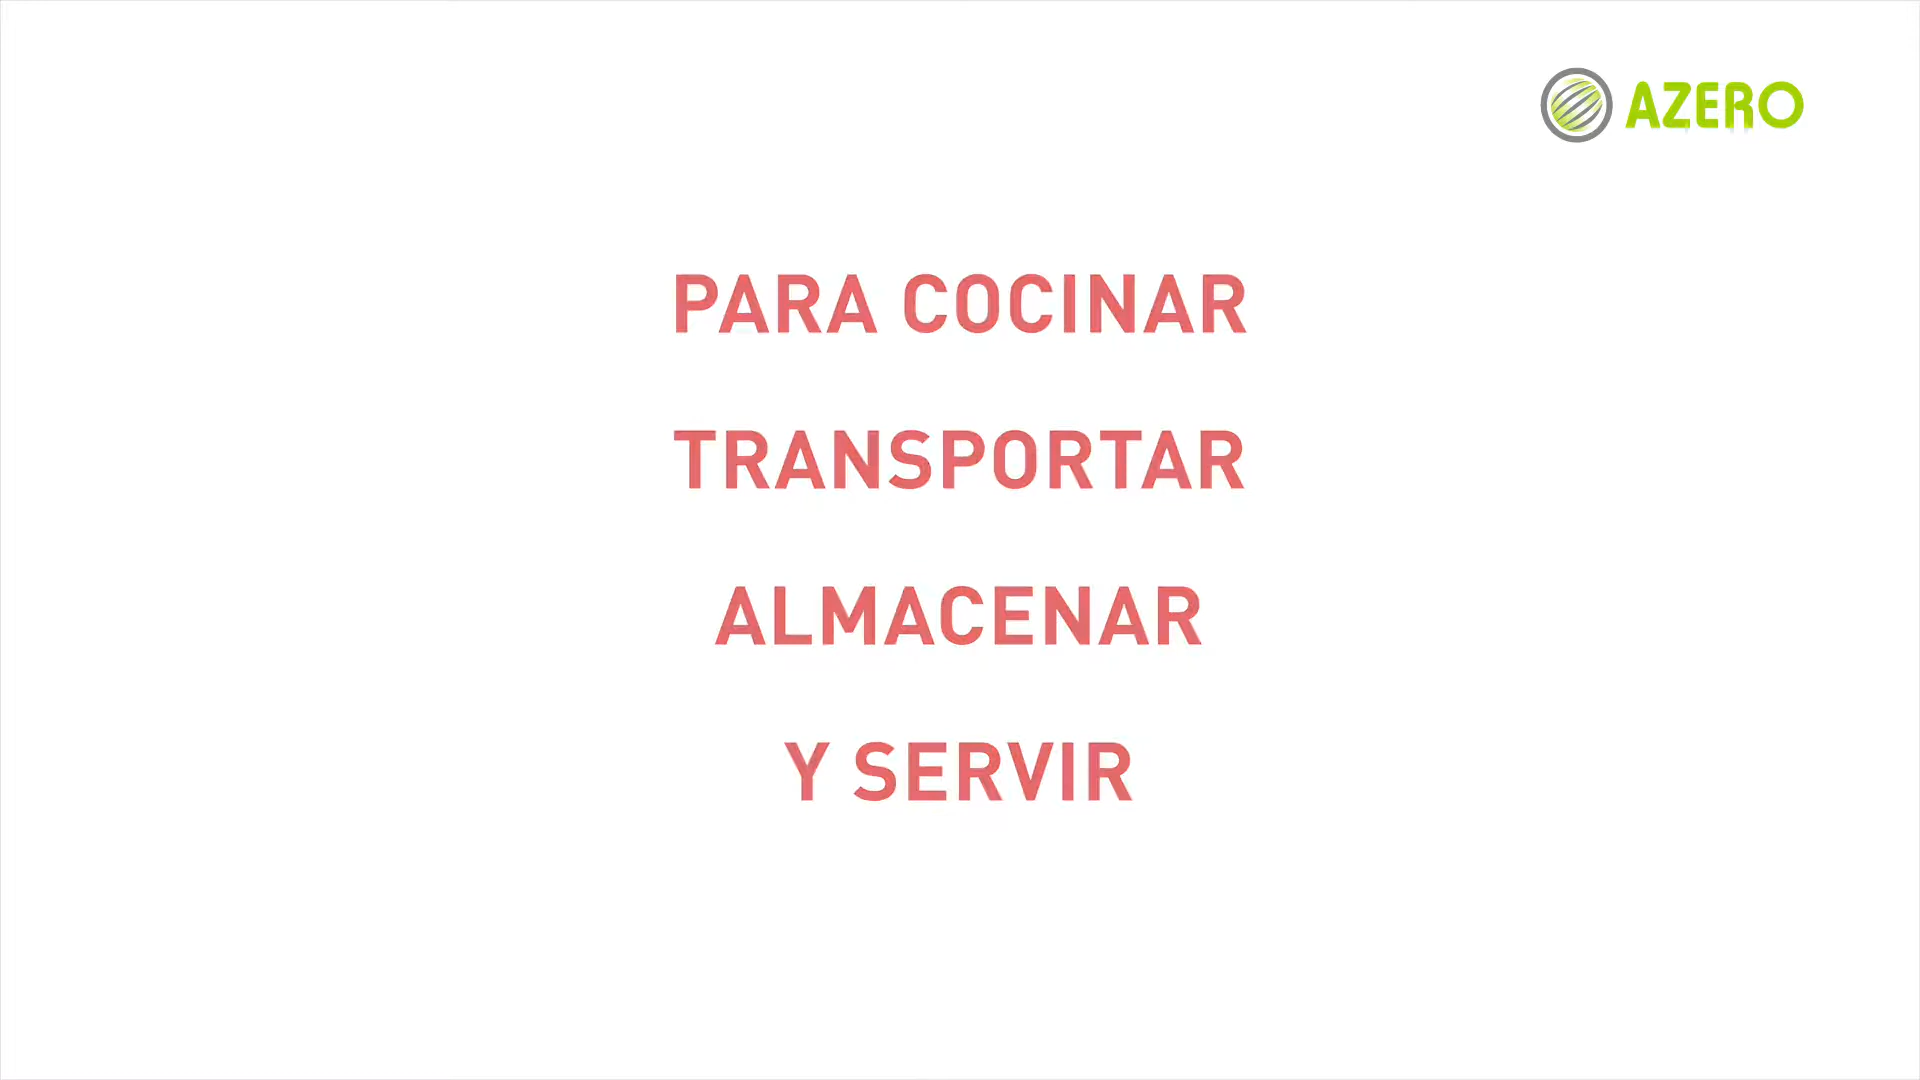 AZERO
PARA COCINAR
TRANSPORTAR
ALMACENAR
Y SERVIR